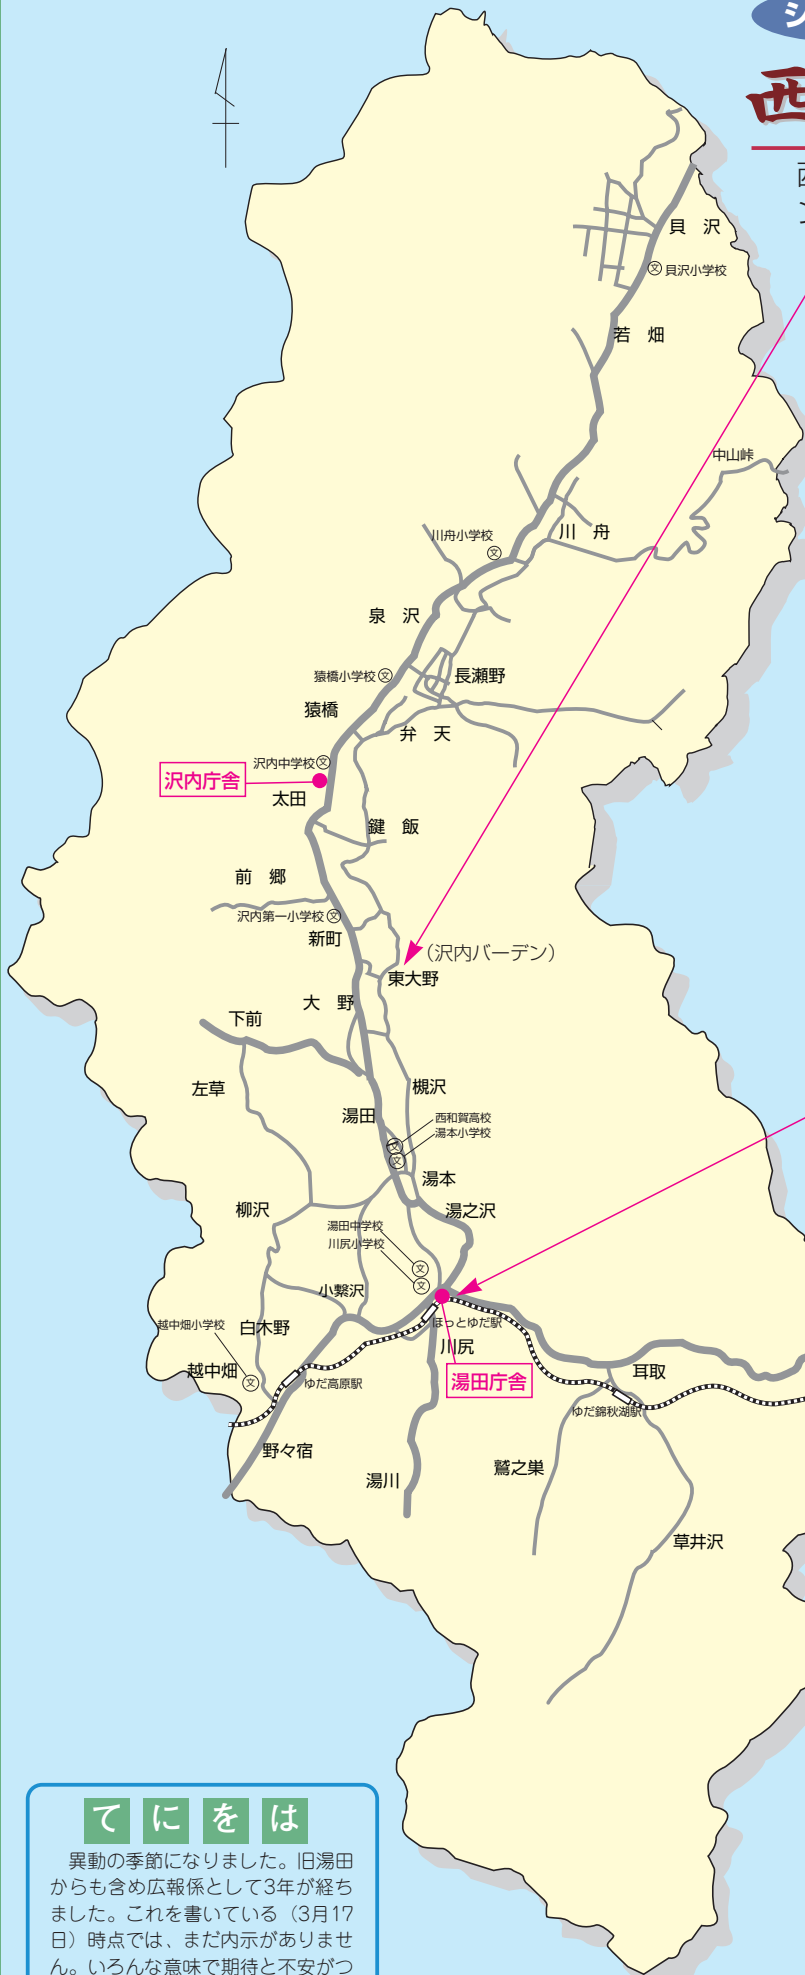 西
貝　沢
貝沢小学校
若　畑
中山峠
川舟小学校
川　舟
泉　沢
猿橋小学校
長瀬野
猿橋
弁　天
沢内中学校
沢内庁舎
太田
鍵　飯
前　郷
沢内第一小学校
新町
（沢内バーデン）
東大野
大　野
下前
左草
槻沢
湯田
西和賀高校
湯本小学校
湯本
柳沢
湯之沢
湯田中学校
川尻小学校
小繋沢
越中畑小学校
白木野
ほっとゆだ駅
川尻
越中畑
ゆだ高原駅
湯田庁舎
耳取
ゆだ錦秋湖駅
野々宿
湯川
鷲之巣
草井沢
てにをは
　異動の季節になりました。旧湯田
からも含め広報係として3年が経ち
ました。これを書いている（3月17
日）時点では、まだ内示がありませ
ん。いろんな意味で期待と不安がつ